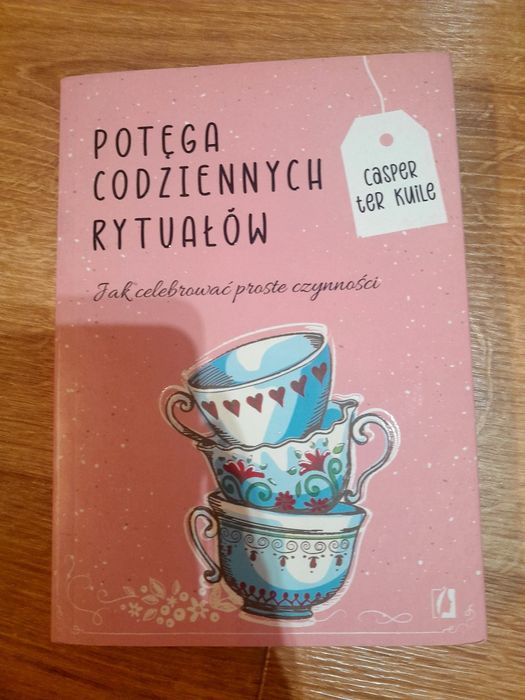 POTĘGA
CODZIENNYCH
RYTUAŁÓW
CASPER
TER KUILE
Jak celebrować proste czynności